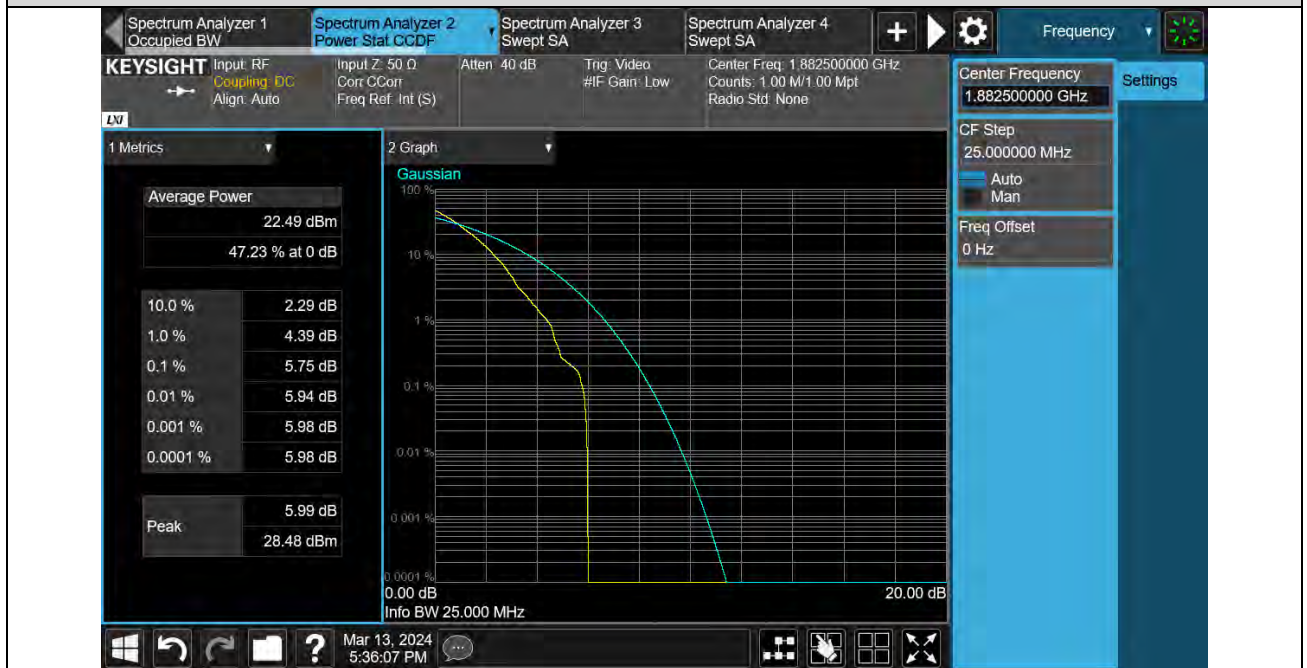 Spectrum Analyzer 1
Occupied BW
Spectrum Analyzer 2
Power Stat CCDF
Spectrum Analyzer 3
Swept SA
Spectrum Analyzer 4
Swept SA
+
Frequency
KEYSIGHT
LXI
Input: RF
Coupling: DC
Align: Auto
Input Z: 50 Ω
Corr CCorr
Freq Ref: Int (S)
Atten: 40 dB
Trig: Video
#IF Gain: Low
Center Freq: 1.882500000 GHz
Counts: 1.00 M/1.00 Mpt
Radio Std: None
Center Frequency
1.882500000 GHz
Settings
CF Step
25.000000 MHz
Auto
Man
Freq Offset
0 Hz
1 Metrics
Average Power
22.49 dBm
47.23 % at 0 dB
10.0 % 2.29 dB
1.0 % 4.39 dB
0.1 % 5.75 dB
0.01 % 5.94 dB
0.001 % 5.98 dB
0.0001 % 5.98 dB
Peak
5.99 dB
28.48 dBm
2 Graph
Gaussian
100 %
10 %
1 %
0.1 %
0.01 %
0.001 %
0.0001 %
0.00 dB
20.00 dB
Info BW 25.000 MHz
?
Mar 13, 2024
5:36:07 PM